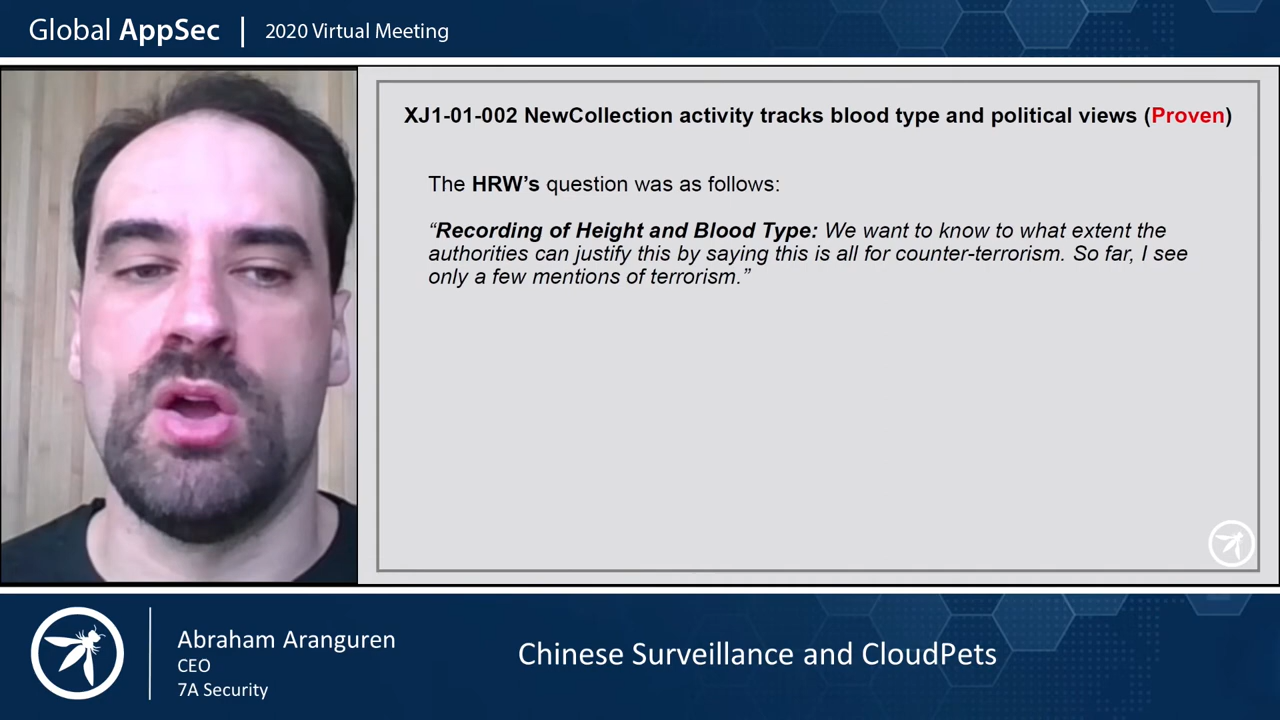 Global AppSec | 2020 Virtual Meeting
XJ1-01-002 NewCollection activity tracks blood type and political views (Proven)
The HRW’s question was as follows:
“Recording of Height and Blood Type: We want to know to what extent the
authorities can justify this by saying this is all for counter-terrorism. So far, I see
only a few mentions of terrorism.”
Abraham Aranguren
CEO
7A Security
Chinese Surveillance and CloudPets